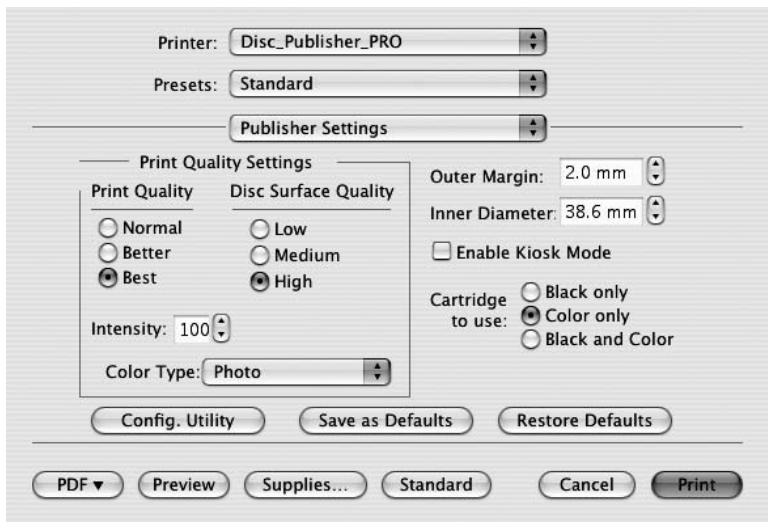 Printer: Disc_Publisher_PRO
Presets: Standard
Publisher Settings
Print Quality Settings
Print Quality Disc Surface Quality
Normal Low
Better Medium
Best High
Intensity: 100
Color Type: Photo
Outer Margin: 2.0 mm
Inner Diameter: 38.6 mm
Enable Kiosk Mode
Cartridge to use:
Black only
Color only
Black and Color
Config. Utility Save as Defaults Restore Defaults
PDF Preview Supplies... Standard Cancel Print